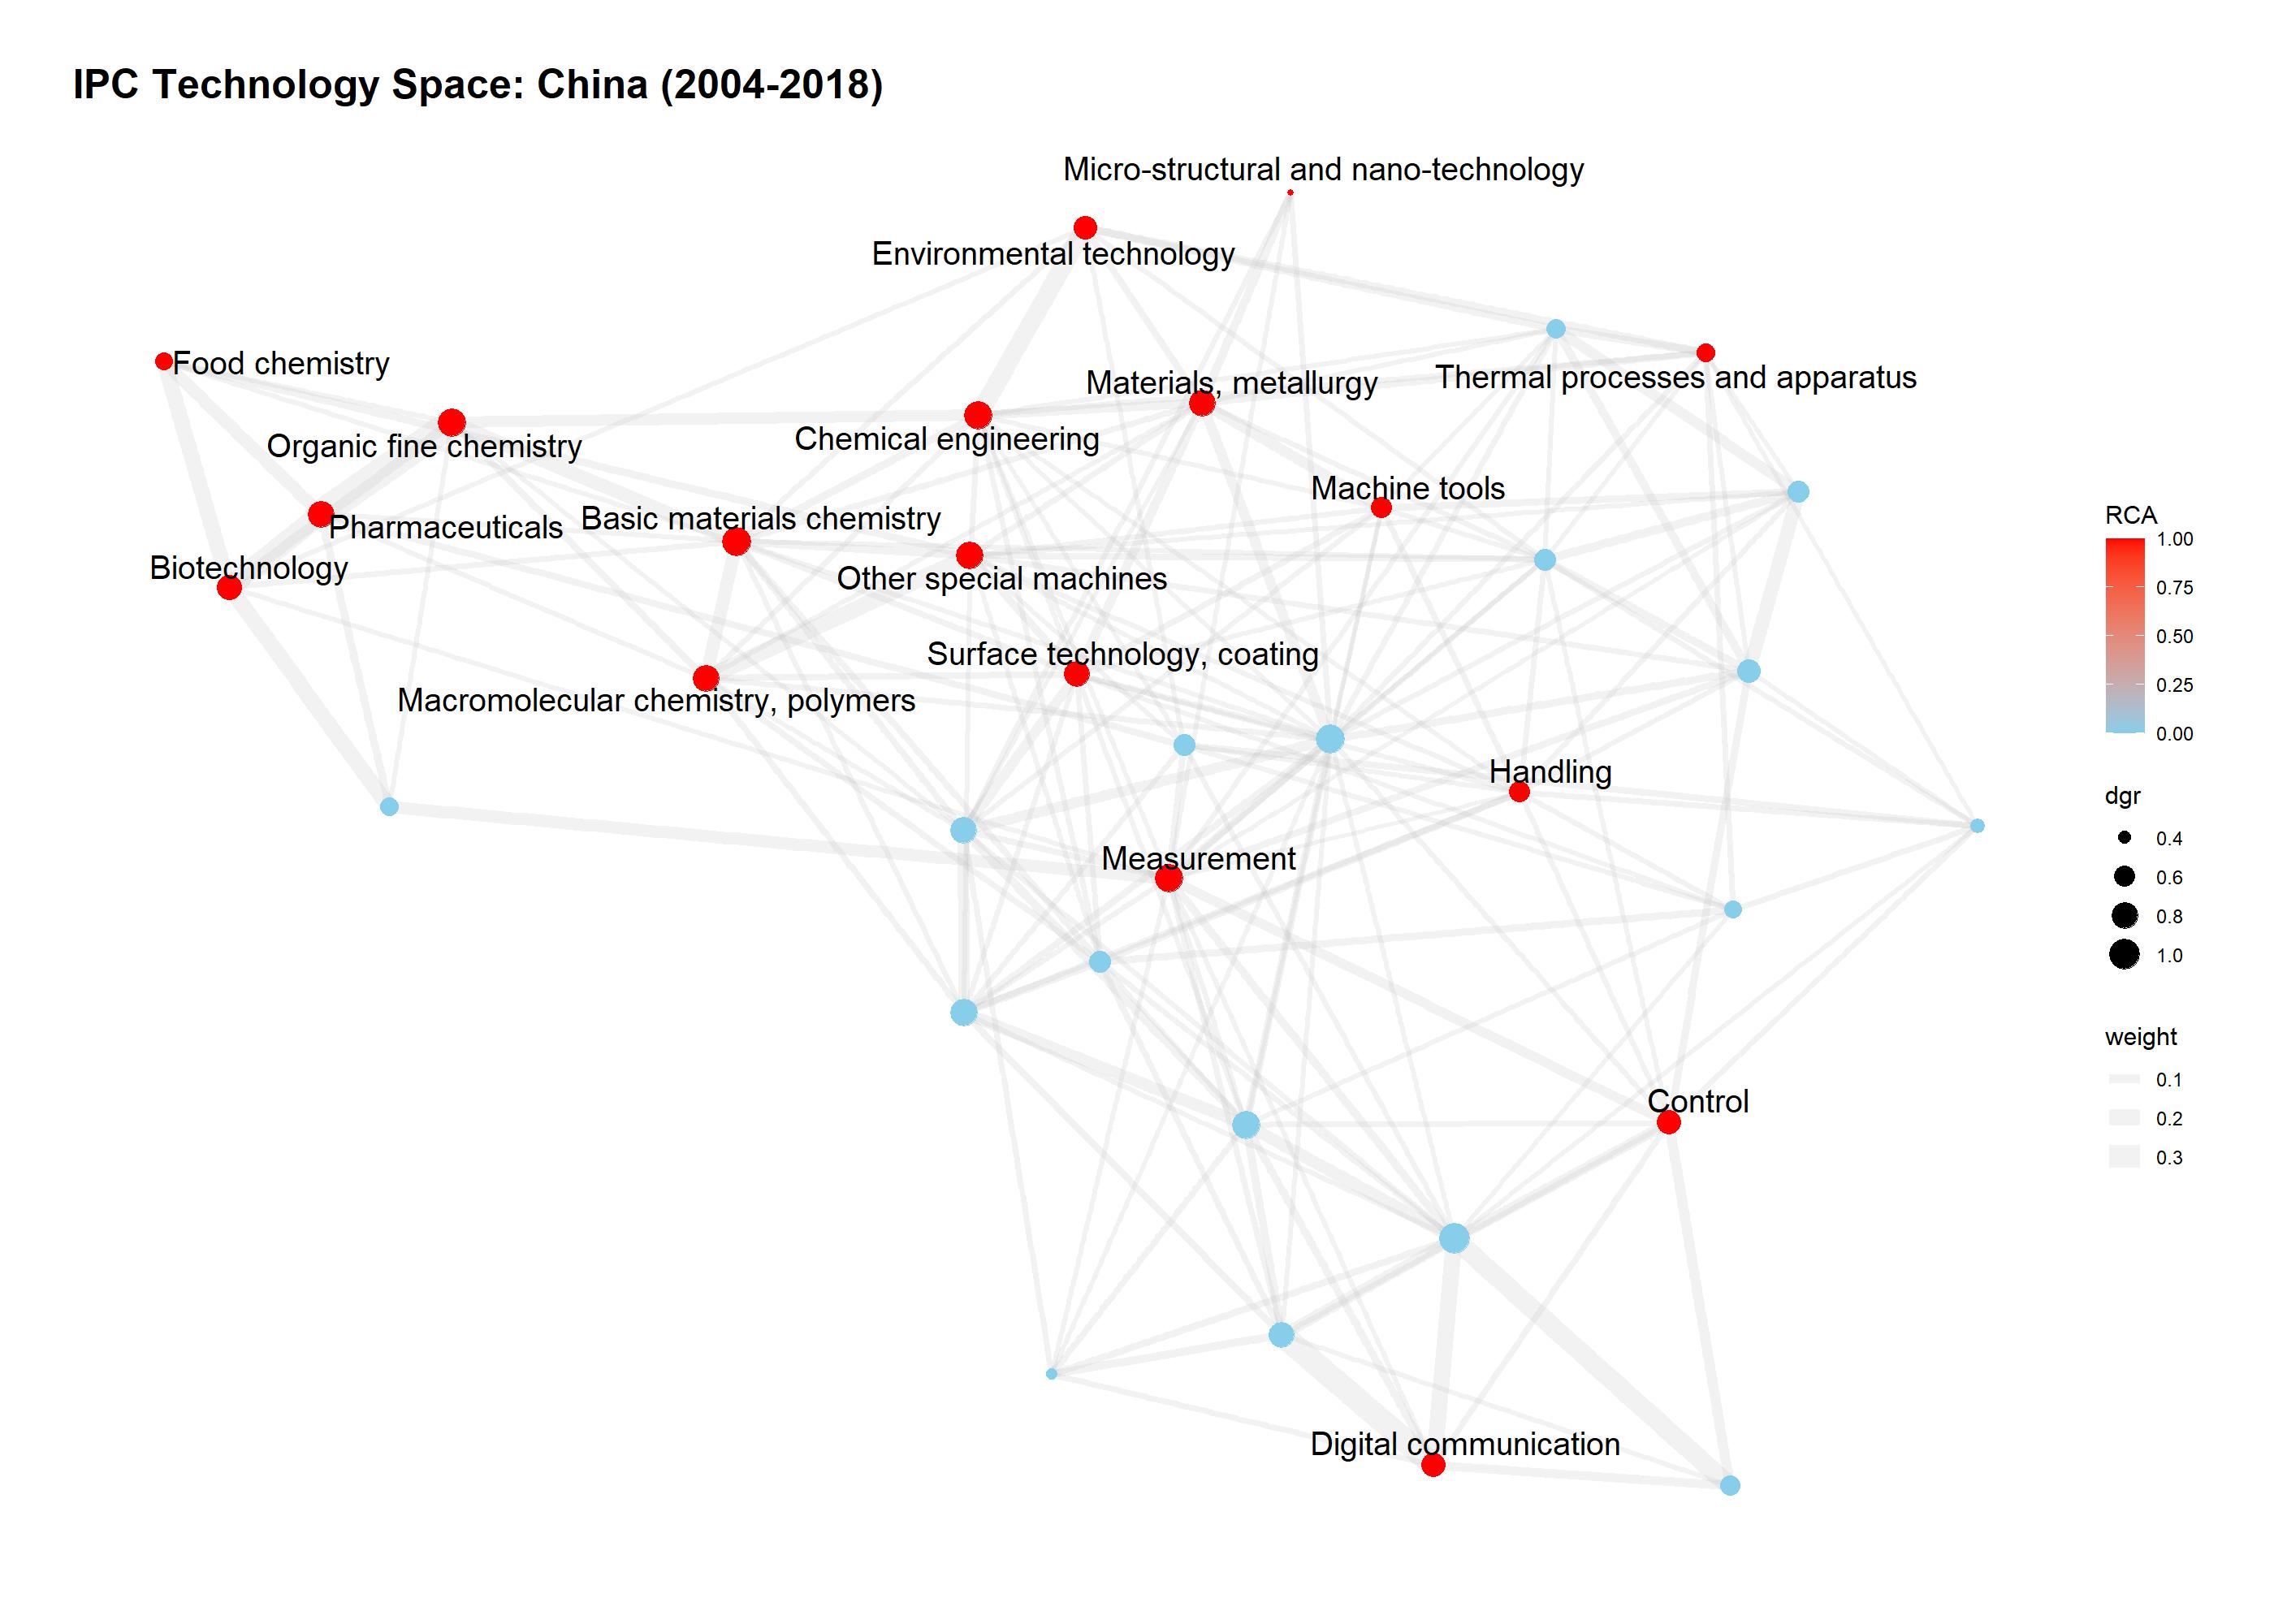 IPC Technology Space: China (2004-2018)
Micro-structural and nano-technology
Environmental technology
Food chemistry
Thermal processes and apparatus
Materials, metallurgy
Organic fine chemistry
Chemical engineering
Machine tools
Pharmaceuticals
Basic materials chemistry
Biotechnology
Other special machines
Surface technology, coating
Macromolecular chemistry, polymers
Handling
Measurement
Control
Digital communication
RCA
1.00
0.75
0.50
0.25
0.00
dgr
0.4
0.6
0.8
1.0
weight
0.1
0.2
0.3